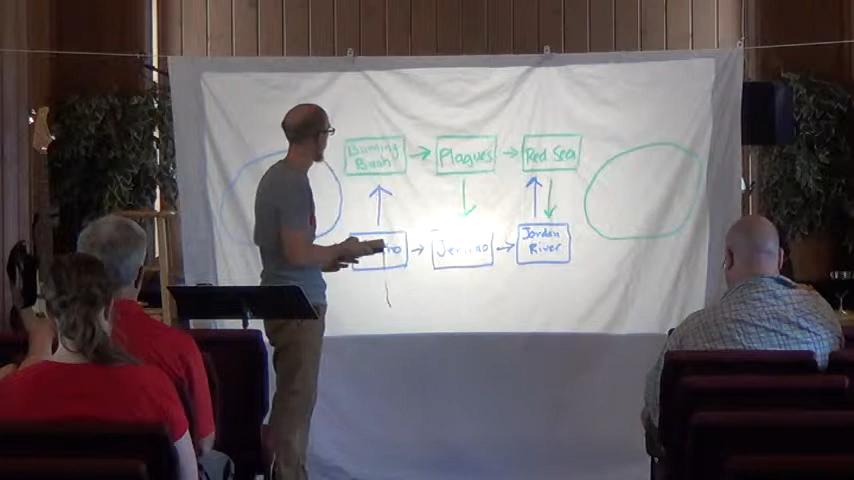 Burning
Bush
Plagues
Red Sea
Jericho
Jordan
River